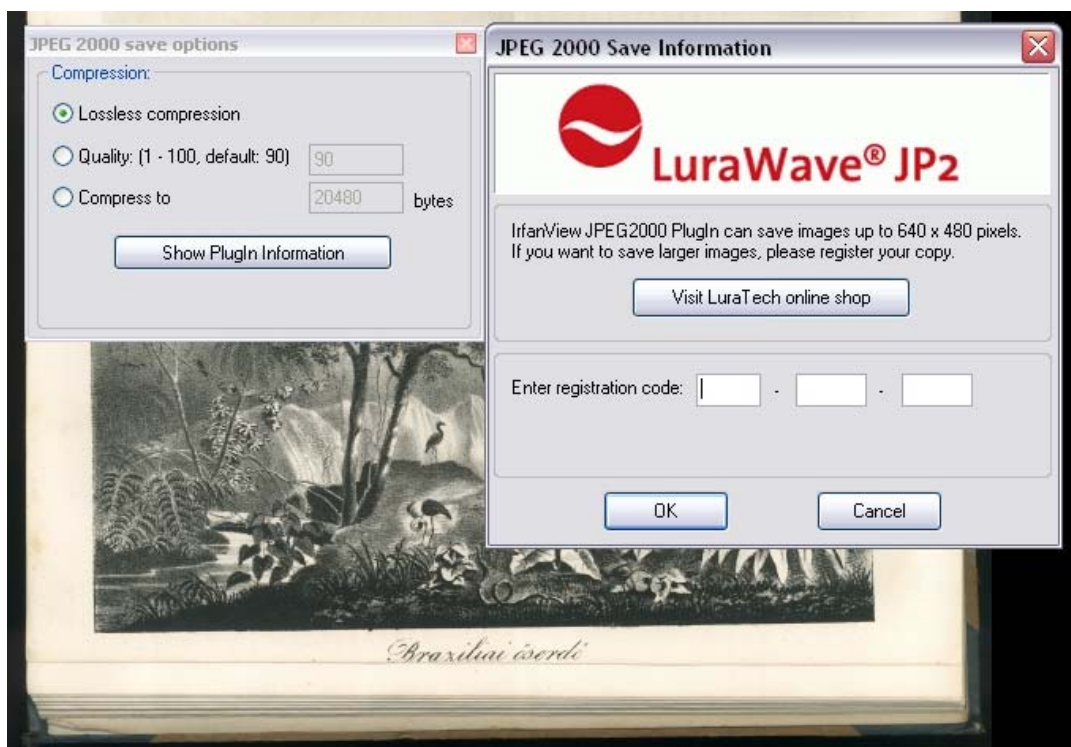 JPEG 2000 save options
Compression:
Lossless compression
Quality: (1 - 100, default: 90) 90
Compress to 20480 bytes
Show PlugIn Information
JPEG 2000 Save Information
LuraWave® JP2
IrfanView JPEG2000 PlugIn can save images up to 640 x 480 pixels.
If you want to save larger images, please register your copy.
Visit LuraTech online shop
Enter registration code: - -
OK Cancel
Braziliai őserdő